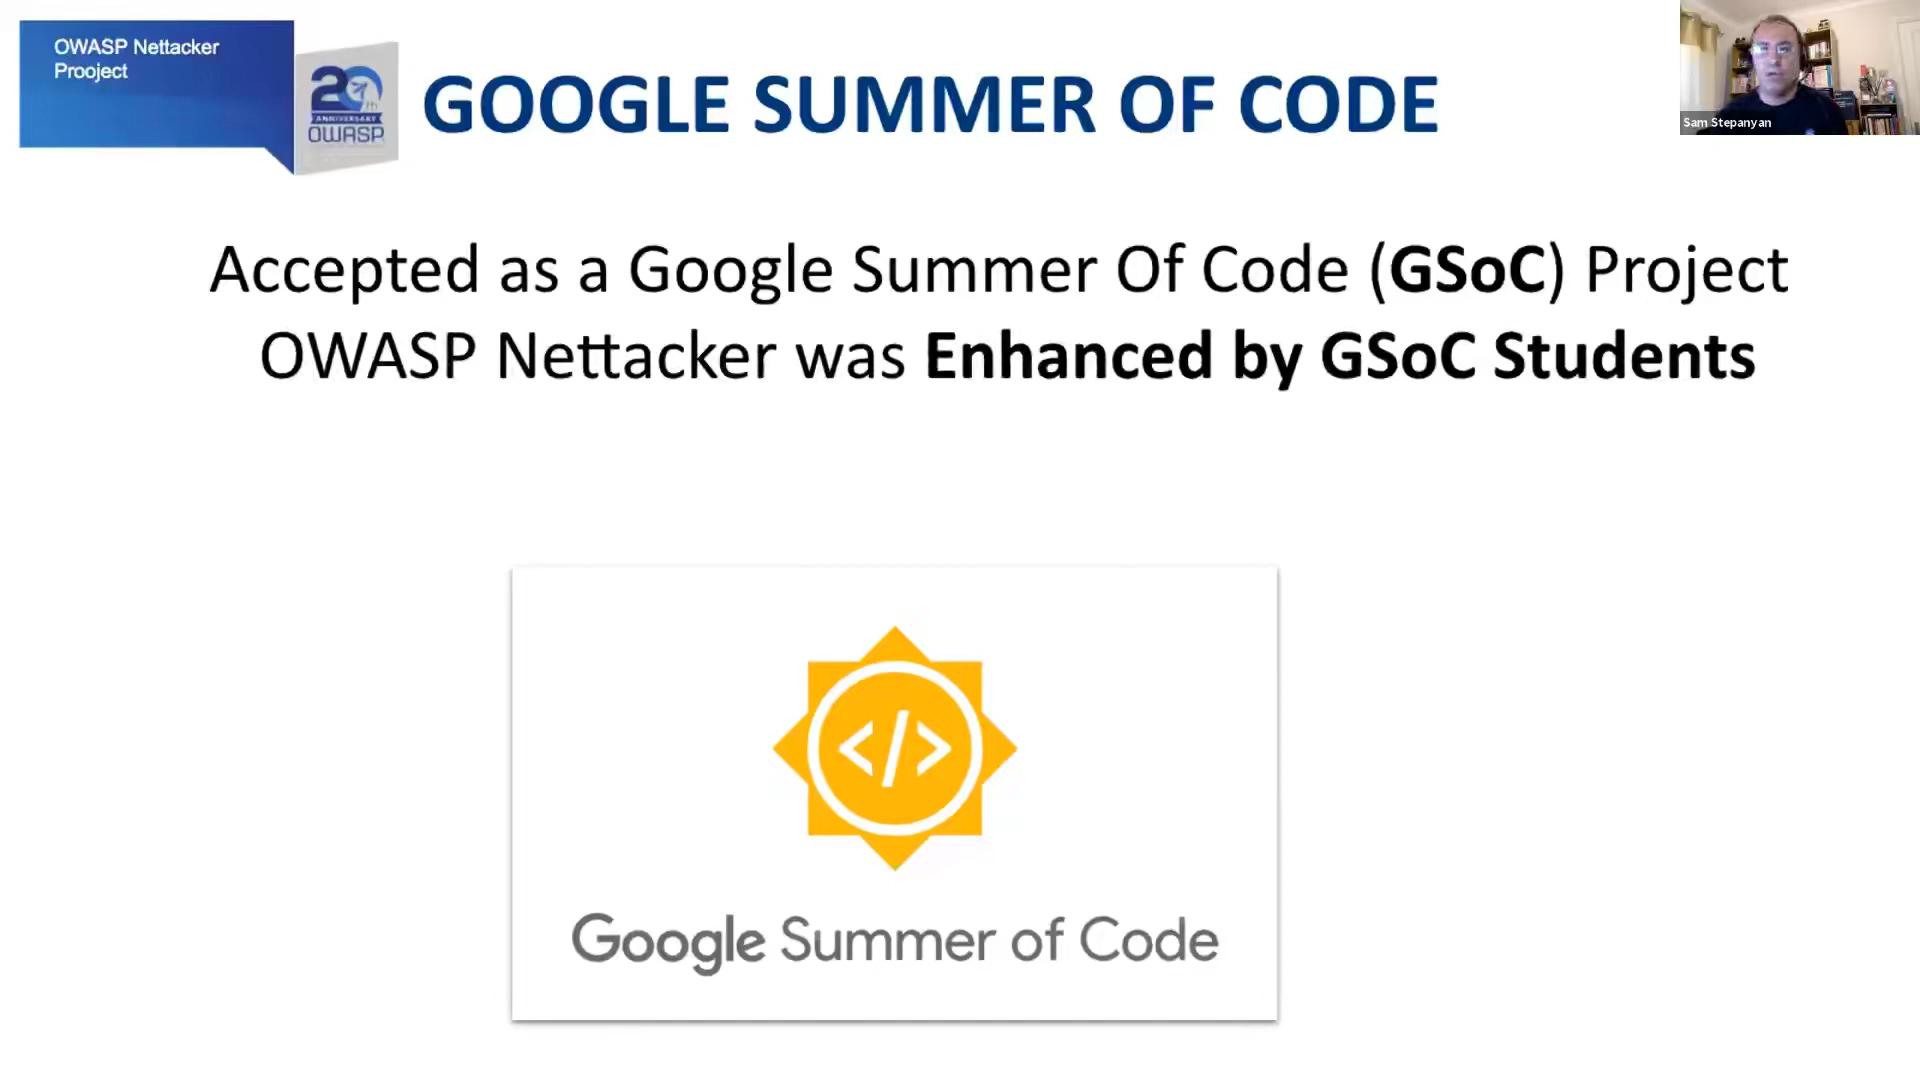 OWASP Nettacker
Prooject
20th
ANNIVERSARY
OWASP
GOOGLE SUMMER OF CODE
Sam Stepanyan
Accepted as a Google Summer Of Code (GSoC) Project
OWASP Nettacker was Enhanced by GSoC Students
</>
Google Summer of Code